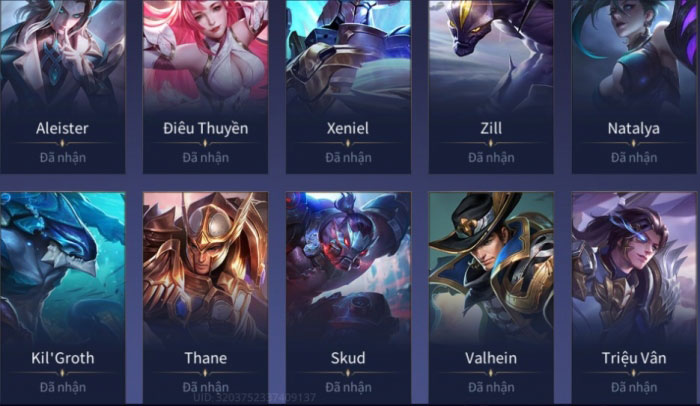 Aleister Điêu Thuyền Xeniel Zill Natalya
Đã nhận Đã nhận Đã nhận Đã nhận Đã nhận
Kil'Groth Thane Skud Valhein Triệu Vân
Đã nhận Đã nhận Đã nhận Đã nhận Đã nhận
UID: 3203752337409137